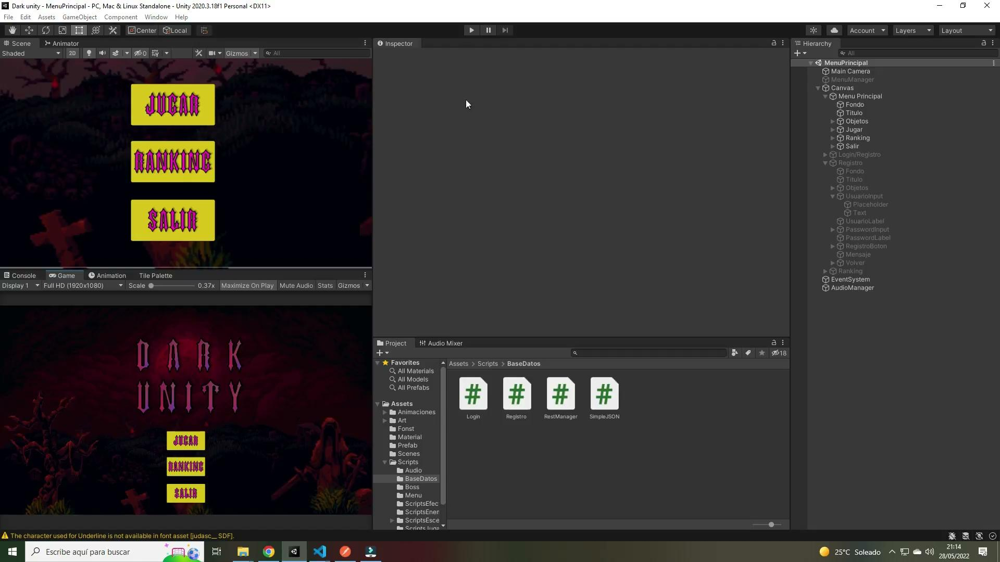 Dark unity - MenuPrincipal - PC, Mac & Linux Standalone - Unity 2020.3.18f1 Personal <DX11>
File Edit Assets GameObject Component Window Help
Center Local Account Layers Layout
Scene Animator
Shaded 2D 0 Gizmos All
JUGAR
RANKING
SALIR
Console Game Animation Tile Palette
Display 1 Full HD (1920x1080) Scale 0.37x Maximize On Play Mute Audio Stats Gizmos
DARK
UNITY
JUGAR
RANKING
SALIR
Inspector
Project Audio Mixer
18
Favorites
All Materials
All Models
All Prefabs
Assets
Animaciones
Art
Fonst
Material
Prefab
Scenes
Scripts
Audio
BaseDatos
Boss
Menu
ScriptsEfec
ScriptsEnen
ScriptsEsce
ScriptsJuga
Assets > Scripts > BaseDatos
Login Registro RestManager SimpleJSON
Hierarchy
All
MenuPrincipal
Main Camera
MenuManager
Canvas
Menu Principal
Fondo
Titulo
Objetos
Jugar
Ranking
Salir
Login/Registro
Registro
Fondo
Titulo
Objetos
UsuarioInput
Placeholder
Text
UsuarioLabel
PasswordInput
PasswordLabel
RegistroBoton
Mensaje
Volver
Ranking
EventSystem
AudioManager
The character used for Underline is not available in font asset [judasc__ SDF].
Escribe aquí para buscar
25°C Soleado
21:14
28/05/2022